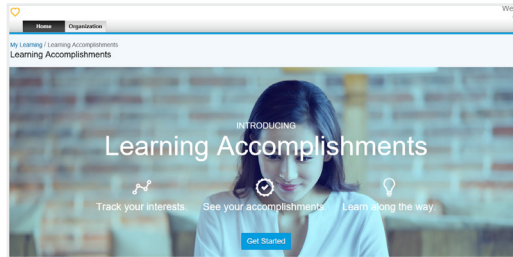 We
Home Organization
My Learning / Learning Accomplishments
Learning Accomplishments
INTRODUCING
Learning Accomplishments
Track your interests. See your accomplishments. Learn along the way.
Get Started